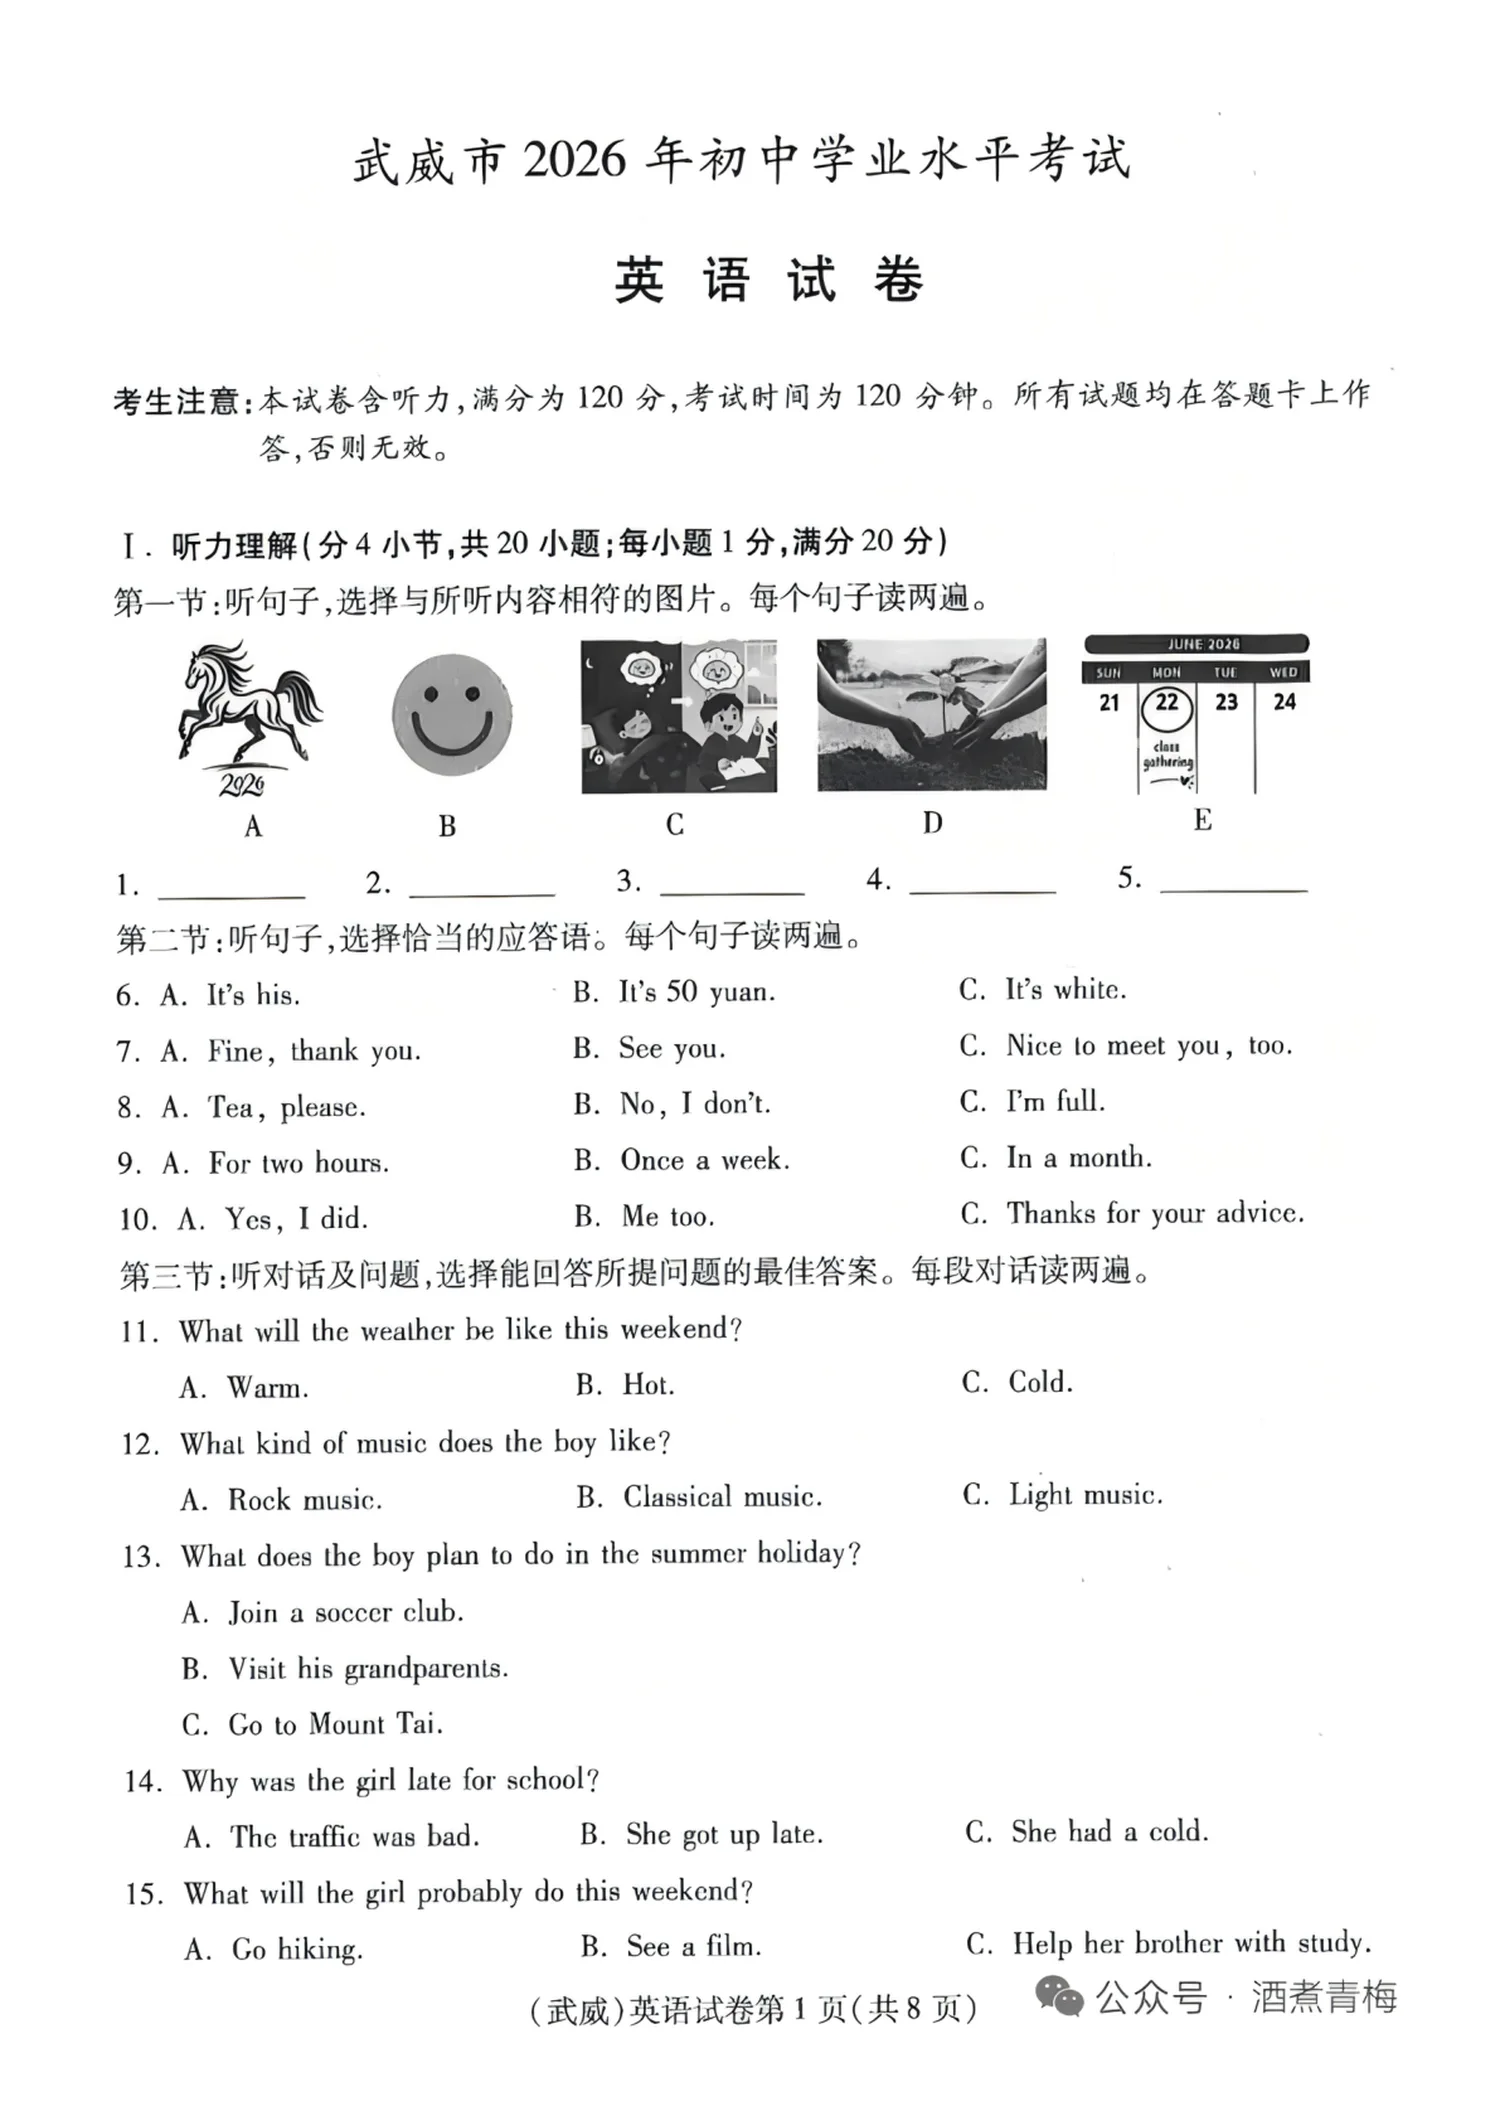 武威市 2026 年初中学业水平考试
英语试卷
考生注意:本试卷含听力,满分为 120 分,考试时间为 120 分钟。所有试题均在答题卡上作
答,否则无效。
Ⅰ. 听力理解(分 4 小节,共 20 小题;每小题 1 分,满分 20 分)
第一节:听句子,选择与所听内容相符的图片。每个句子读两遍。
JUNE 2026
SUN MON TUE WED
21 22 23 24
class
gathering
2026
A B C D E
1. ________ 2. ________ 3. ________ 4. ________ 5. ________
第二节:听句子,选择恰当的应答语。每个句子读两遍。
6. A. It's his. B. It's 50 yuan. C. It's white.
7. A. Fine, thank you. B. See you. C. Nice to meet you, too.
8. A. Tea, please. B. No, I don't. C. I'm full.
9. A. For two hours. B. Once a week. C. In a month.
10. A. Yes, I did. B. Me too. C. Thanks for your advice.
第三节:听对话及问题,选择能回答所提问题的最佳答案。每段对话读两遍。
11. What will the weather be like this weekend?
A. Warm. B. Hot. C. Cold.
12. What kind of music does the boy like?
A. Rock music. B. Classical music. C. Light music.
13. What does the boy plan to do in the summer holiday?
A. Join a soccer club.
B. Visit his grandparents.
C. Go to Mount Tai.
14. Why was the girl late for school?
A. The traffic was bad. B. She got up late. C. She had a cold.
15. What will the girl probably do this weekend?
A. Go hiking. B. See a film. C. Help her brother with study.
(武威)英语试卷第 1 页(共 8 页)
公众号 · 酒煮青梅